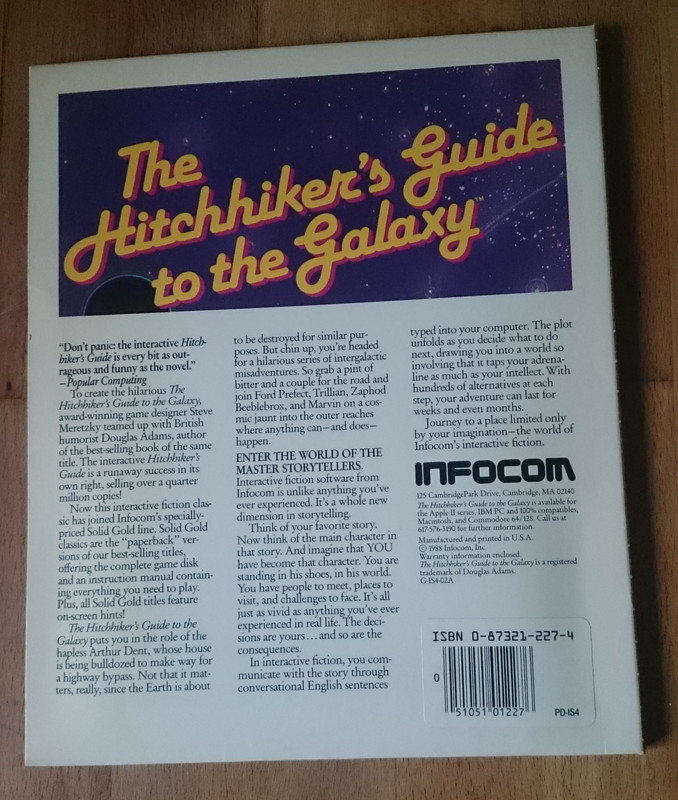 The
Hitchhiker's Guide
to the Galaxy™
"Don't panic: the interactive Hitch-
hiker's Guide is every bit as out-
rageous and funny as the novel."
–Popular Computing
To create the hilarious The
Hitchhiker's Guide to the Galaxy,
award-winning game designer Steve
Meretzky teamed up with British
humorist Douglas Adams, author
of the best-selling book of the same
title. The interactive Hitchhiker's
Guide is a runaway success in its
own right, selling over a quarter
million copies!
Now this interactive fiction clas-
sic has joined Infocom's specially-
priced Solid Gold line. Solid Gold
classics are the "paperback" ver-
sions of our best-selling titles,
offering the complete game disk
and an instruction manual contain-
ing everything you need to play.
Plus, all Solid Gold titles feature
on-screen hints!
The Hitchhiker's Guide to the
Galaxy puts you in the role of the
hapless Arthur Dent, whose house
is being bulldozed to make way for
a highway bypass. Not that it mat-
ters, really, since the Earth is about
to be destroyed for similar pur-
poses. But chin up, you're headed
for a hilarious series of intergalactic
misadventures. So grab a pint of
bitter and a couple for the road and
join Ford Prefect, Trillian, Zaphod
Beeblebrox, and Marvin on a cos-
mic jaunt into the outer reaches
where anything can–and does–
happen.
ENTER THE WORLD OF THE
MASTER STORYTELLERS.
Interactive fiction software from
Infocom is unlike anything you've
ever experienced. It's a whole new
dimension in storytelling.
Think of your favorite story.
Now think of the main character in
that story. And imagine that YOU
have become that character. You are
standing in his shoes, in his world.
You have people to meet, places to
visit, and challenges to face. It's all
just as vivid as anything you've ever
experienced in real life. The deci-
sions are yours...and so are the
consequences.
In interactive fiction, you com-
municate with the story through
conversational English sentences
typed into your computer. The plot
unfolds as you decide what to do
next, drawing you into a world so
involving that it taps your adrena-
line as much as your intellect. With
hundreds of alternatives at each
step, your adventure can last for
weeks and even months.
Journey to a place limited only
by your imagination–the world of
Infocom's interactive fiction.
INFOCOM
125 CambridgePark Drive, Cambridge, MA 02140
The Hitchhiker's Guide to the Galaxy is available for
the Apple II series, IBM PC and 100% compatibles,
Macintosh, and Commodore 64/128. Call us at
617-576-3190 for further information.
Manufactured and printed in U.S.A.
© 1988 Infocom, Inc.
Warranty information enclosed.
The Hitchhiker's Guide to the Galaxy is a registered
trademark of Douglas Adams.
G-IS4-02A
ISBN 0-87321-227-4
0
51051 01227
PD-IS4